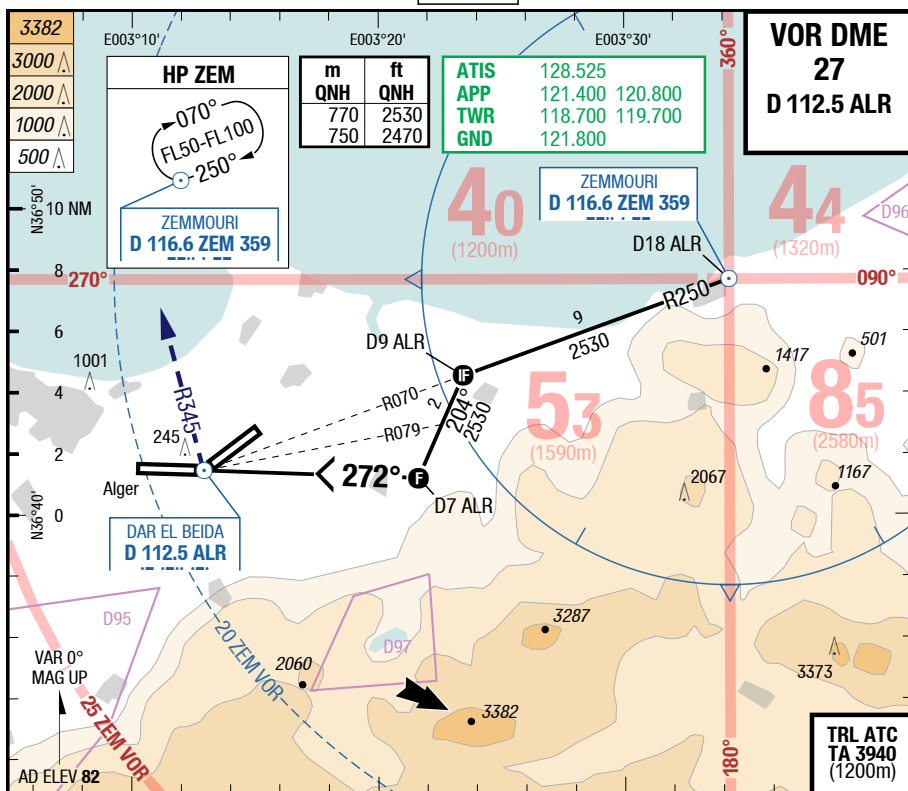 3382
3000
2000
1000
500
E003°10'
E003°20'
E003°30'
360°
VOR DME
27
D 112.5 ALR
HP ZEM
070°
FL50-FL100
250°
ZEMMOURI
D 116.6 ZEM 359
m ft
QNH QNH
770 2530
750 2470
ATIS 128.525
APP 121.400 120.800
TWR 118.700 119.700
GND 121.800
N36°50'
10 NM
8
6
4
2
0
N36°40'
40
(1200m)
ZEMMOURI
D 116.6 ZEM 359
44
(1320m)
D96
D18 ALR
270°
090°
R250
9
2530
D9 ALR
IF
1001
R345
R070
R079
2
204°
2530
53
(1590m)
1417
501
85
(2580m)
245
Alger
272°
F
D7 ALR
2067
1167
DAR EL BEIDA
D 112.5 ALR
D95
20 ZEM VOR
D97
3287
2060
3373
3382
VAR 0°
MAG UP
25 ZEM VOR
AD ELEV 82
180°
TRL ATC
TA 3940
(1200m)